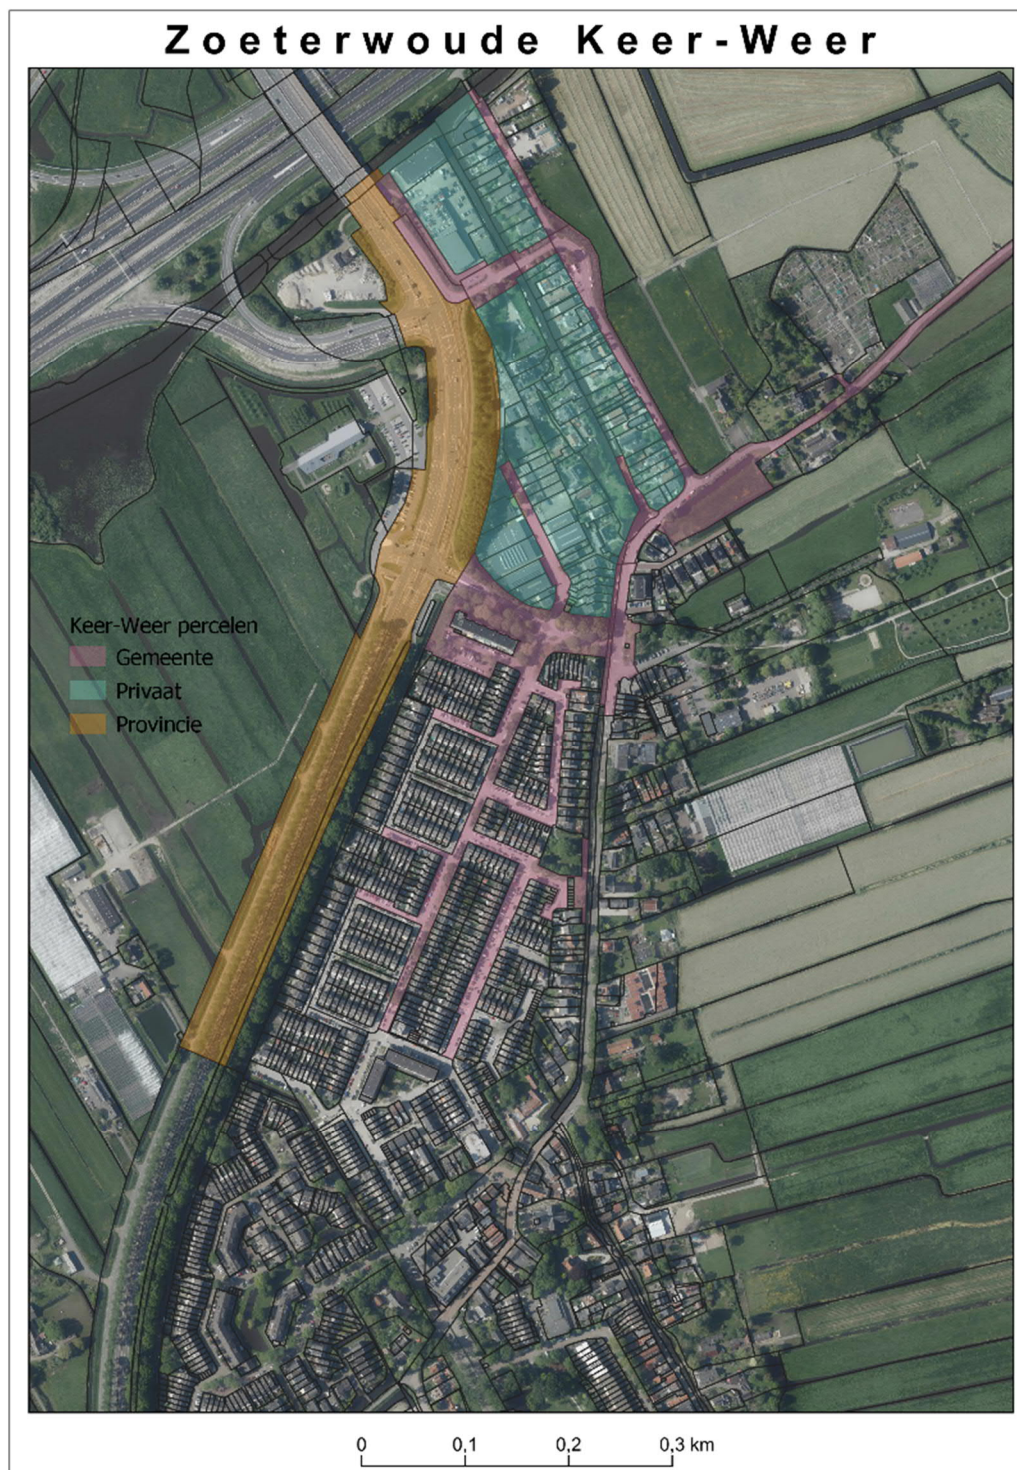 Zoeterwoude Keer-Weer
Keer-Weer percelen
Gemeente
Privaat
Provincie
0 0,1 0,2 0,3 km